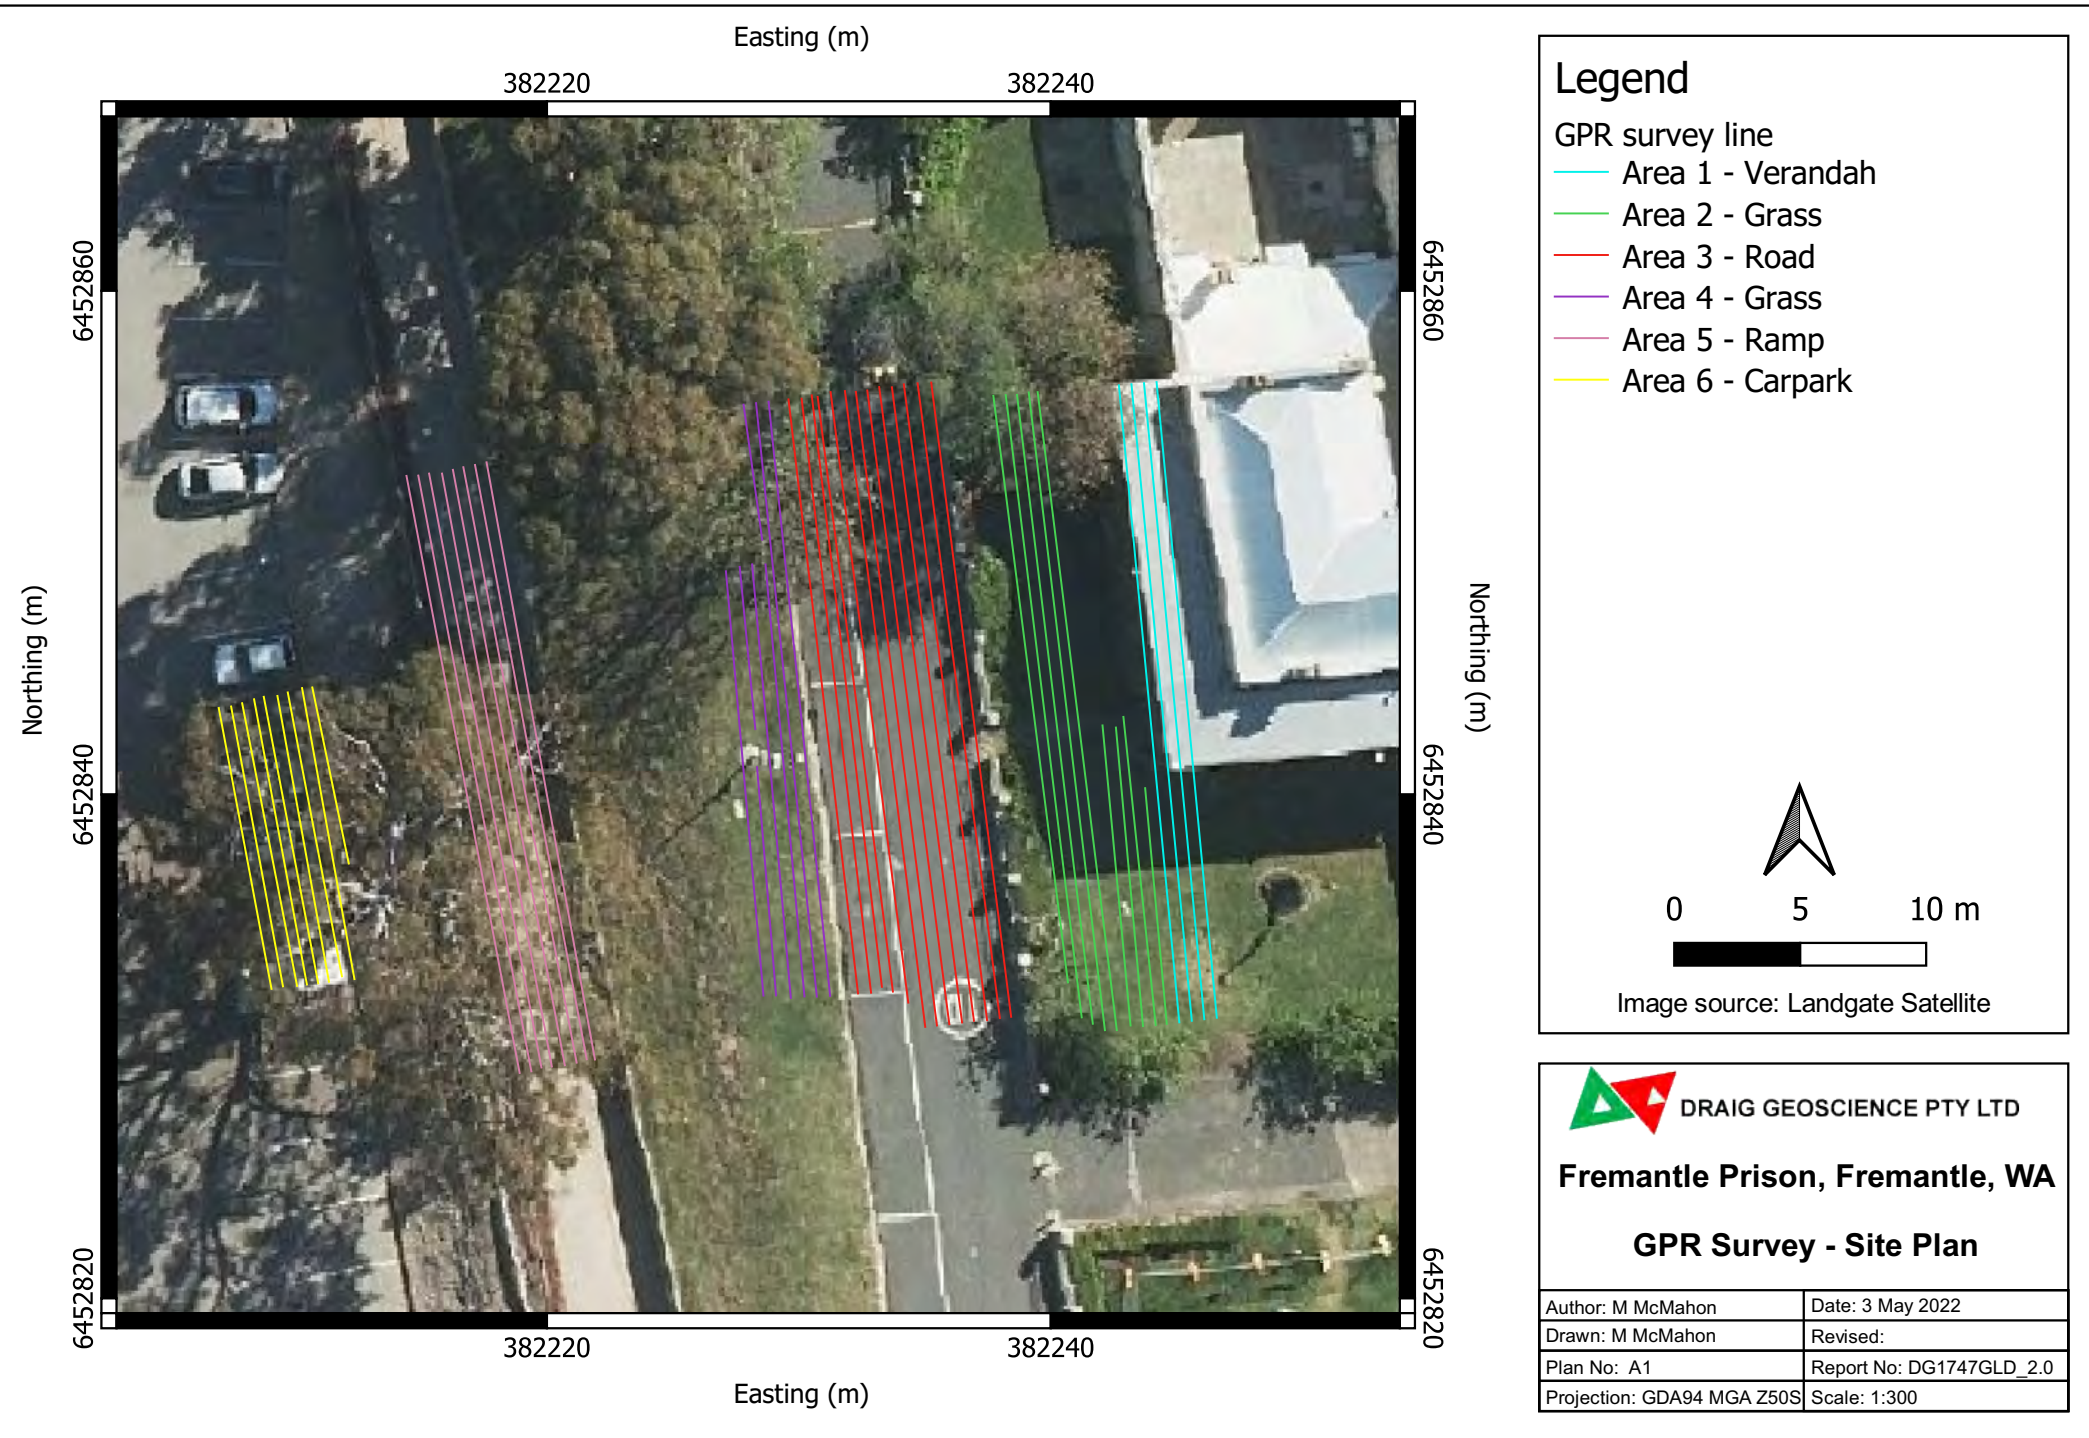 Easting (m)
382220 382240
6452860 6452860
Northing (m) Northing (m)
6452840 6452840
6452820 6452820
382220 382240
Easting (m)
Legend
GPR survey line
Area 1 - Verandah
Area 2 - Grass
Area 3 - Road
Area 4 - Grass
Area 5 - Ramp
Area 6 - Carpark
0 5 10 m
Image source: Landgate Satellite
DRAIG GEOSCIENCE PTY LTD
Fremantle Prison, Fremantle, WA
GPR Survey - Site Plan
Author: M McMahon Date: 3 May 2022
Drawn: M McMahon Revised:
Plan No: A1 Report No: DG1747GLD_2.0
Projection: GDA94 MGA Z50S Scale: 1:300